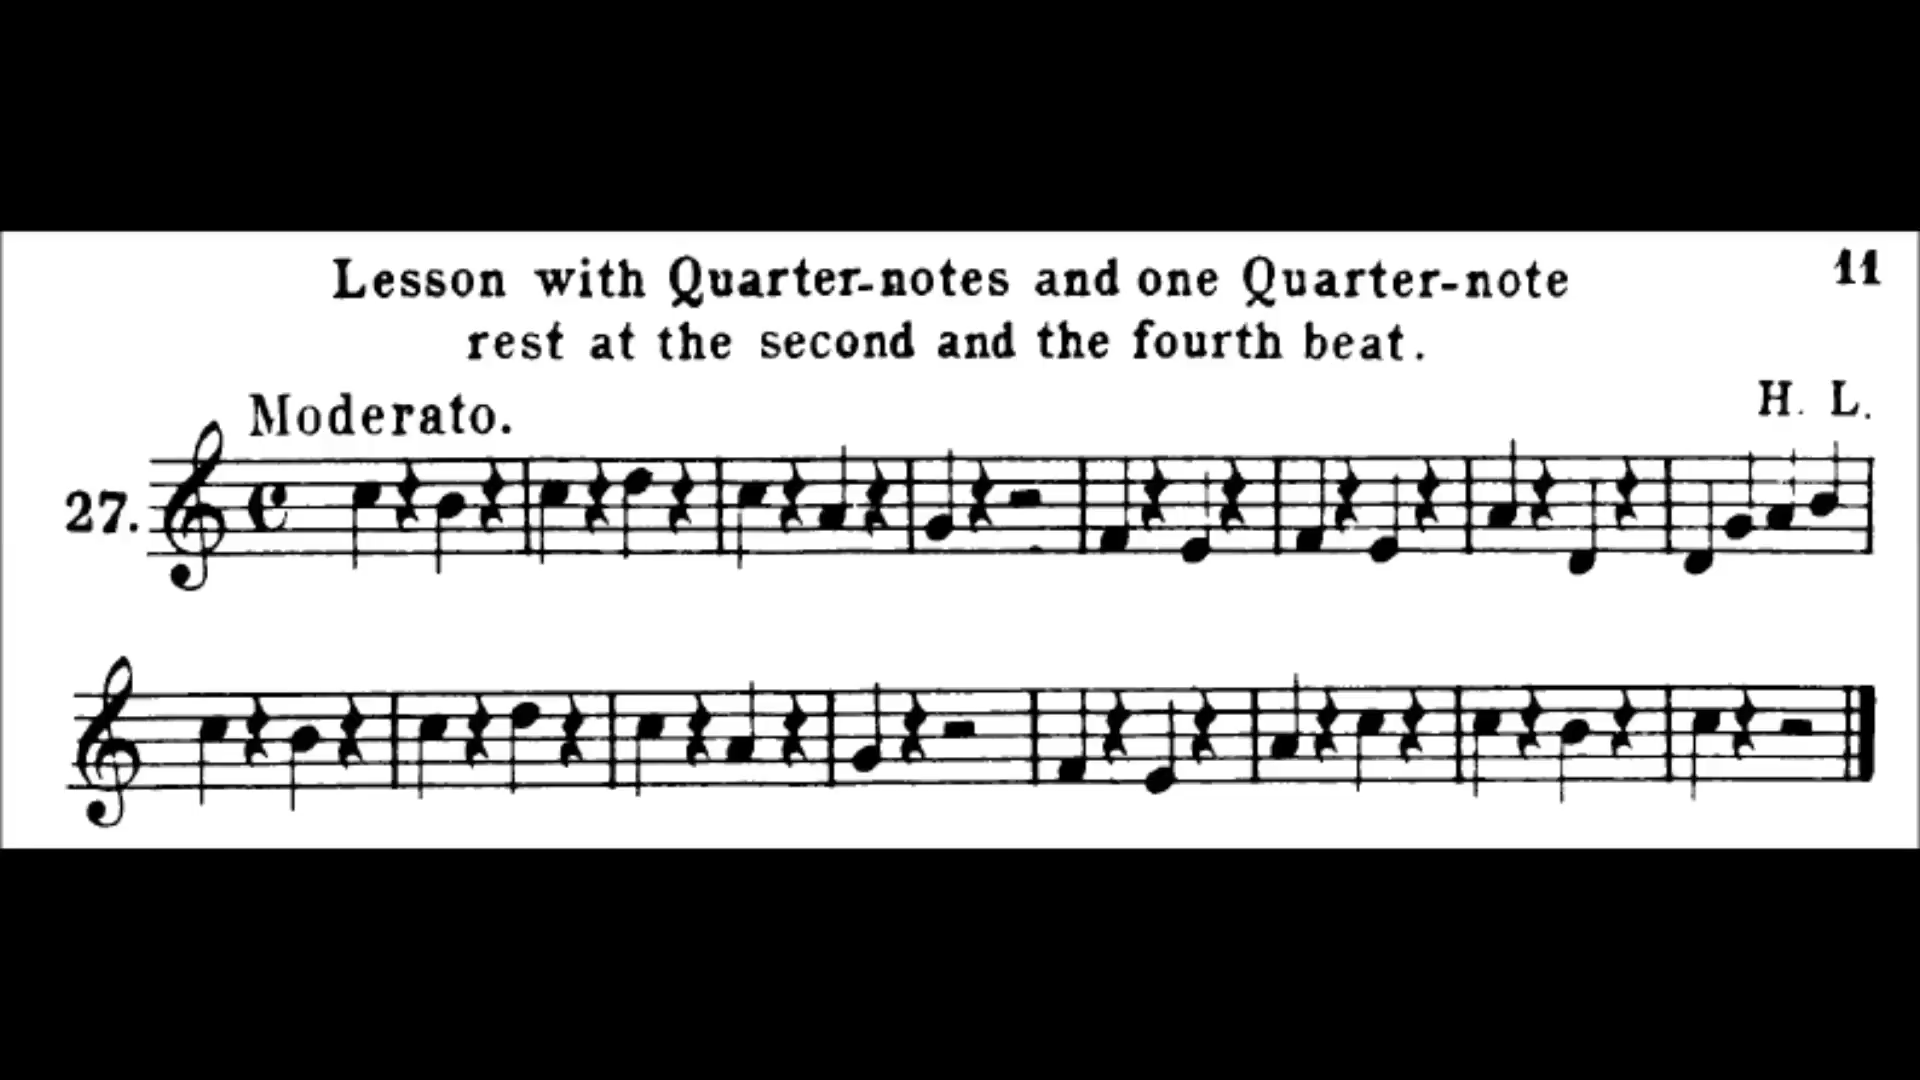 Lesson with Quarter-notes and one Quarter-note
11
rest at the second and the fourth beat.
Moderato.
H. L.
27.